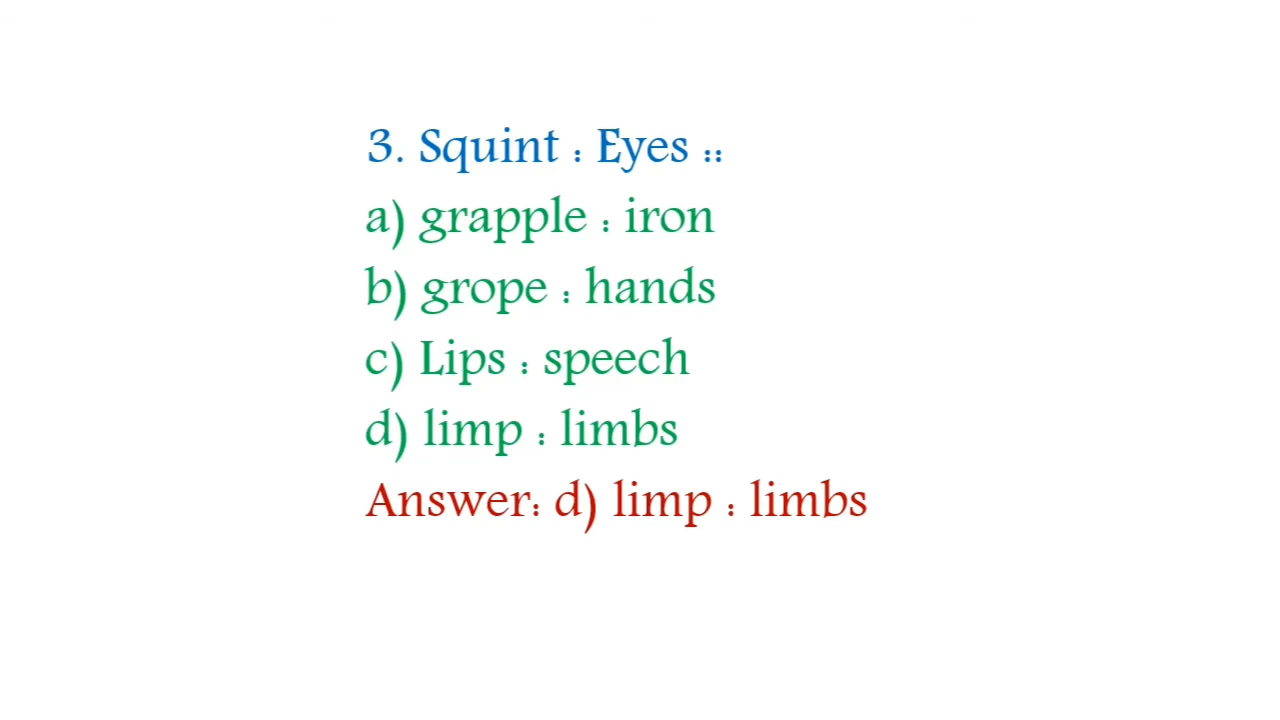 3. Squint : Eyes ::
a) grapple : iron
b) grope : hands
c) Lips : speech
d) limp : limbs
Answer: d) limp : limbs